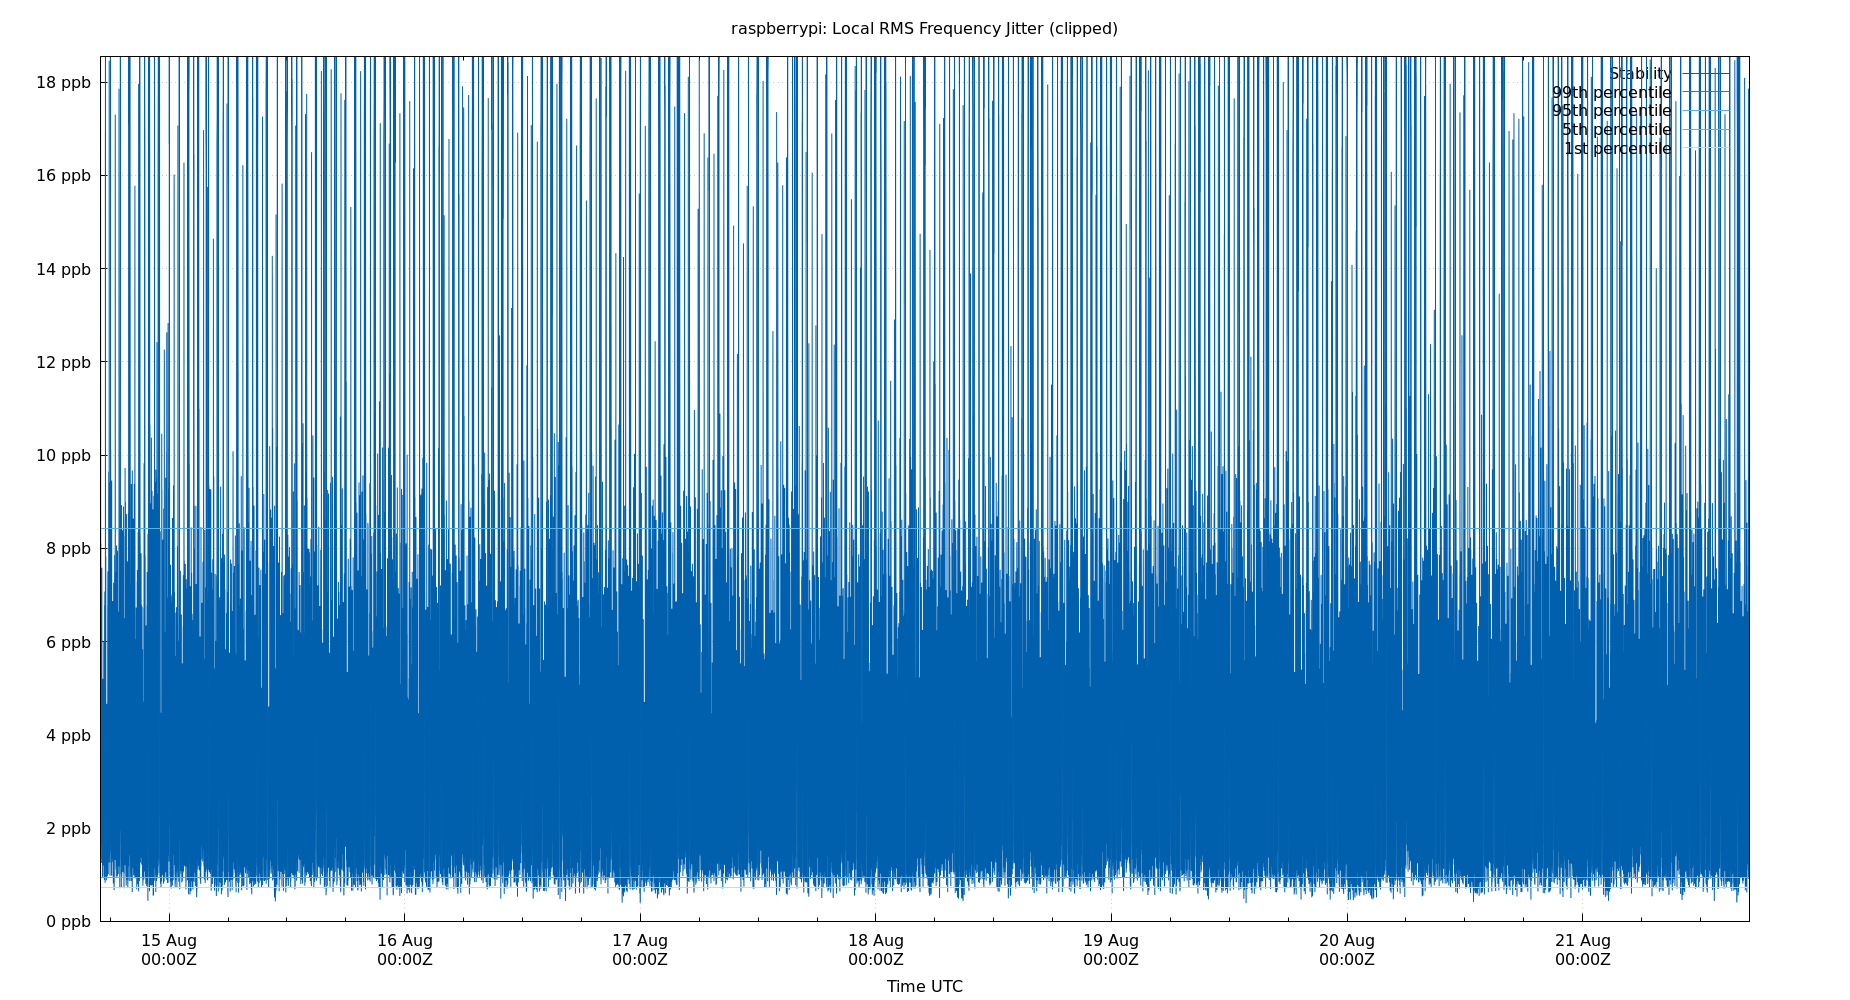 raspberrypi: Local RMS Frequency Jitter (clipped)
18 ppb
16 ppb
14 ppb
12 ppb
10 ppb
8 ppb
6 ppb
4 ppb
2 ppb
0 ppb
Stability
99th percentile
95th percentile
5th percentile
1st percentile
15 Aug
00:00Z
16 Aug
00:00Z
17 Aug
00:00Z
18 Aug
00:00Z
19 Aug
00:00Z
20 Aug
00:00Z
21 Aug
00:00Z
Time UTC